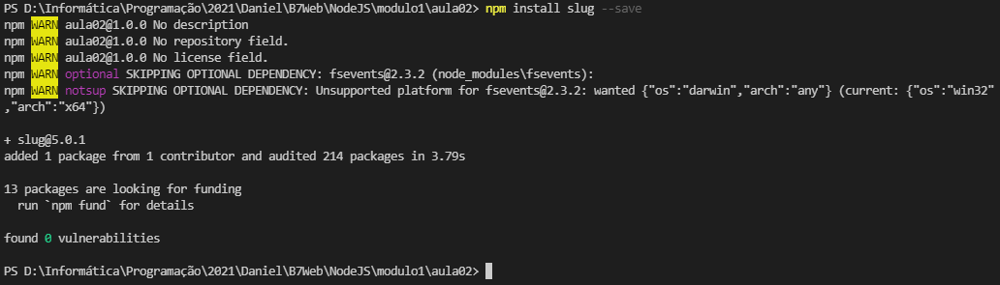 PS D:\Informática\Programação\2021\Daniel\B7Web\NodeJS\modulo1\aula02> npm install slug --save
npm WARN aula02@1.0.0 No description
npm WARN aula02@1.0.0 No repository field.
npm WARN aula02@1.0.0 No license field.
npm WARN optional SKIPPING OPTIONAL DEPENDENCY: fsevents@2.3.2 (node_modules\fsevents):
npm WARN notsup SKIPPING OPTIONAL DEPENDENCY: Unsupported platform for fsevents@2.3.2: wanted {"os":"darwin","arch":"any"} (current: {"os":"win32"
,"arch":"x64"})
+ slug@5.0.1
added 1 package from 1 contributor and audited 214 packages in 3.79s
13 packages are looking for funding
run `npm fund` for details
found 0 vulnerabilities
PS D:\Informática\Programação\2021\Daniel\B7Web\NodeJS\modulo1\aula02>